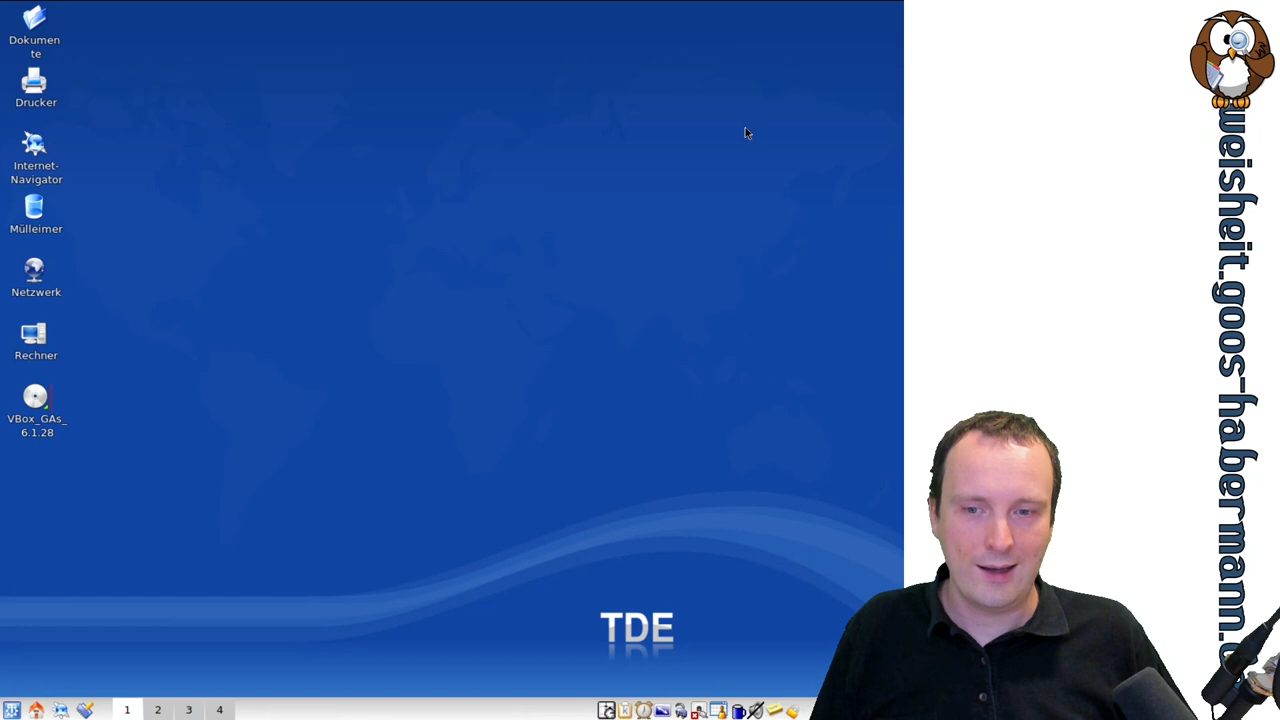 Dokumen
te
Drucker
Internet-
Navigator
Mülleimer
Netzwerk
Rechner
VBox_GAs_
6.1.28
TDE
1
2
3
4
weisheit.goos-habermann.